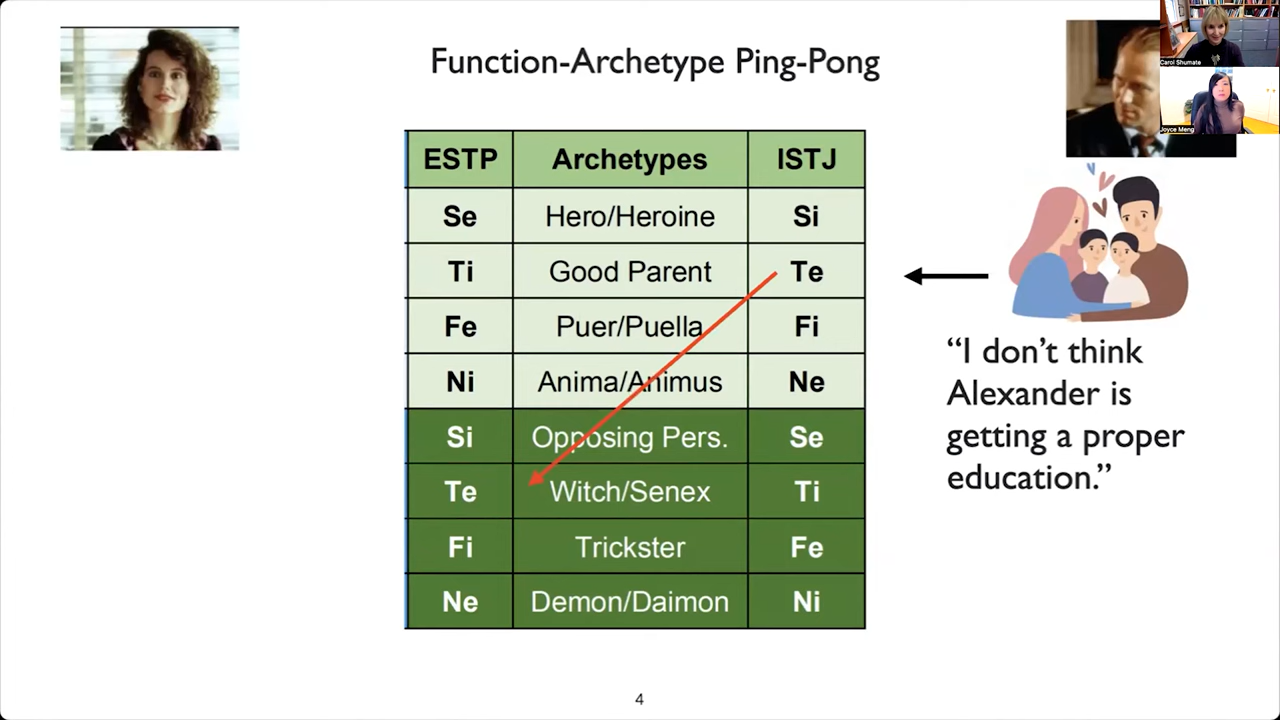 Function-Archetype Ping-Pong
Carol Shumate
Joyce Meng
ESTP Archetypes ISTJ
Se Hero/Heroine Si
Ti Good Parent Te
Fe Puer/Puella Fi
Ni Anima/Animus Ne
Si Opposing Pers. Se
Te Witch/Senex Ti
Fi Trickster Fe
Ne Demon/Daimon Ni
“I don’t think
Alexander is
getting a proper
education.”
4